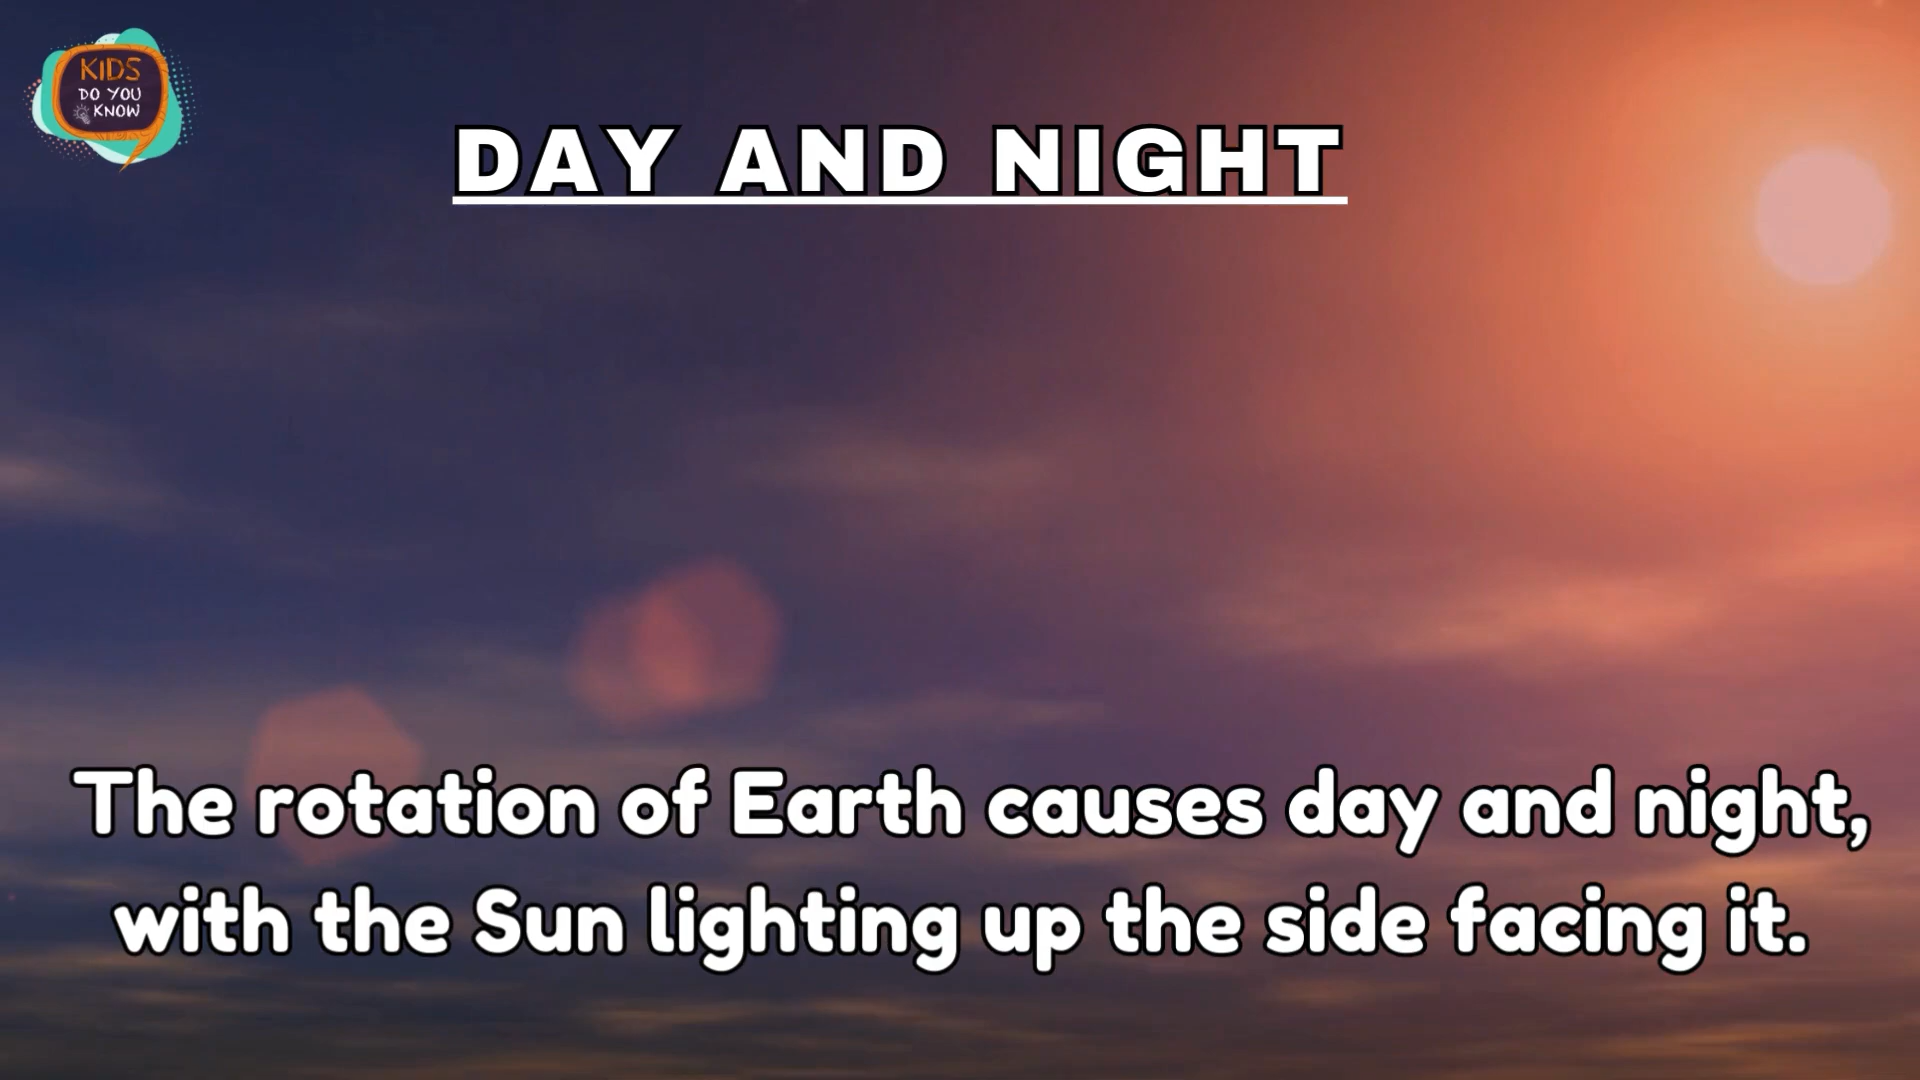 KIDS
DO YOU
KNOW
DAY AND NIGHT
The rotation of Earth causes day and night,
with the Sun lighting up the side facing it.